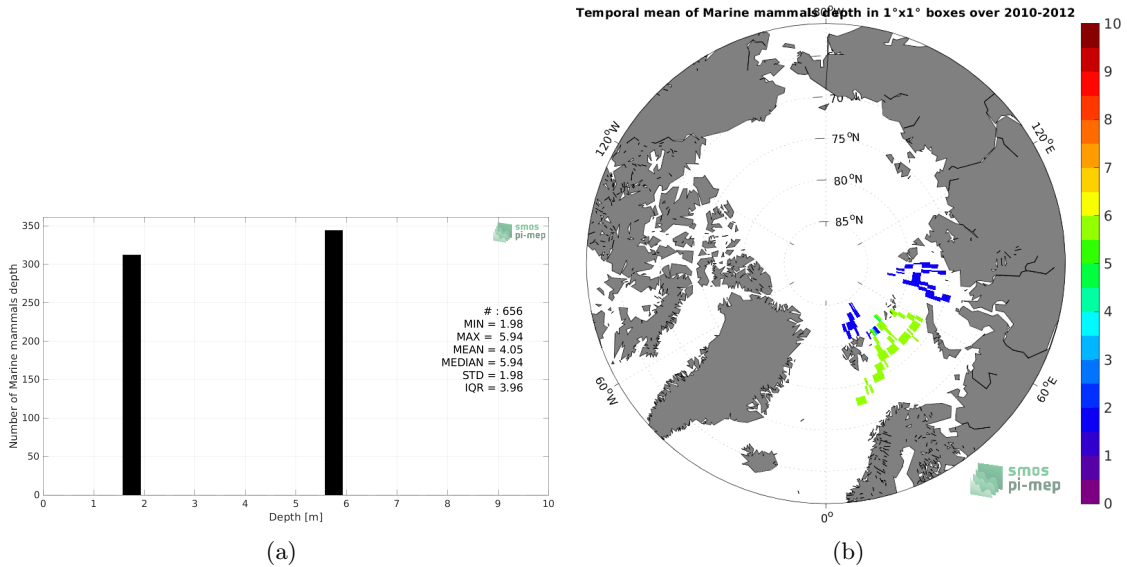 Temporal mean of Marine mammals depth in 1°x1° boxes over 2010-2012
180°W
120°W
120°E
60°W
60°E
0°
70°N
75°N
80°N
85°N
10
9
8
7
6
5
4
3
2
1
0
smos
pi-mep
Number of Marine mammals depth
350
300
250
200
150
100
50
0
smos
pi-mep
# : 656
MIN = 1.98
MAX = 5.94
MEAN = 4.05
MEDIAN = 5.94
STD = 1.98
IQR = 3.96
0 1 2 3 4 5 6 7 8 9 10
Depth [m]
(a)
(b)